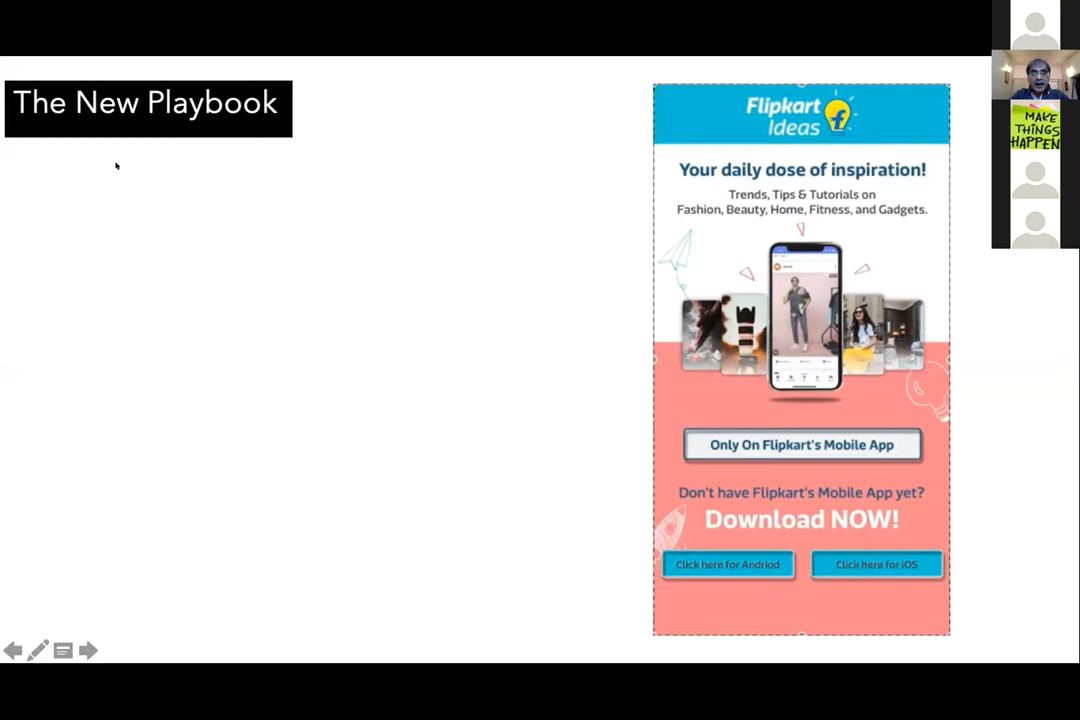 The New Playbook
Flipkart
Ideas
Your daily dose of inspiration!
Trends, Tips & Tutorials on
Fashion, Beauty, Home, Fitness, and Gadgets.
Only On Flipkart's Mobile App
Don't have Flipkart's Mobile App yet?
Download NOW!
Click here for Andriod
Click here for iOS
MAKE
THINGS
HAPPEN